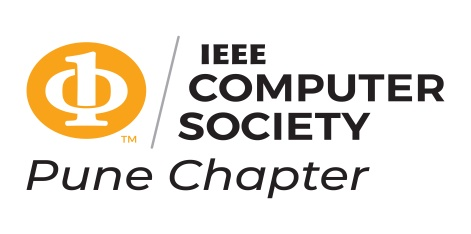 IEEE
COMPUTER
SOCIETY
TM
Pune Chapter